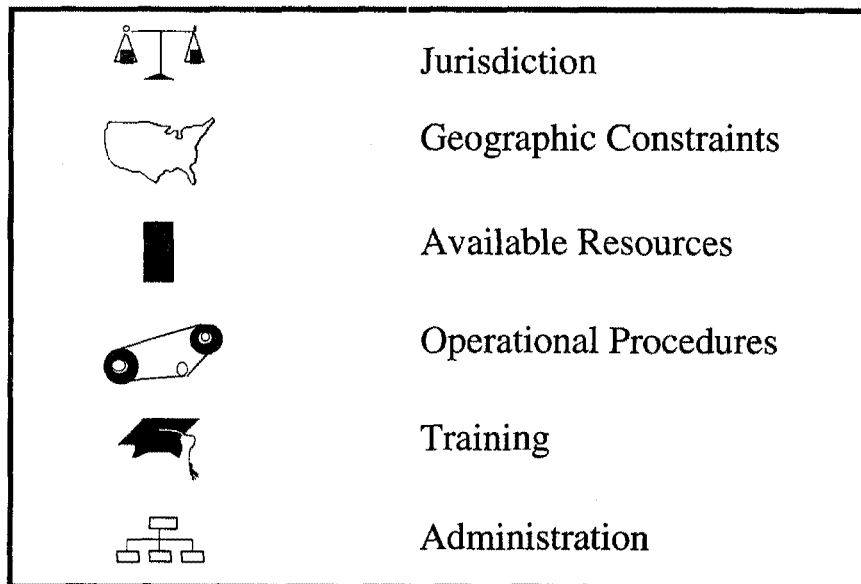 Jurisdiction
Geographic Constraints
Available Resources
Operational Procedures
Training
Administration